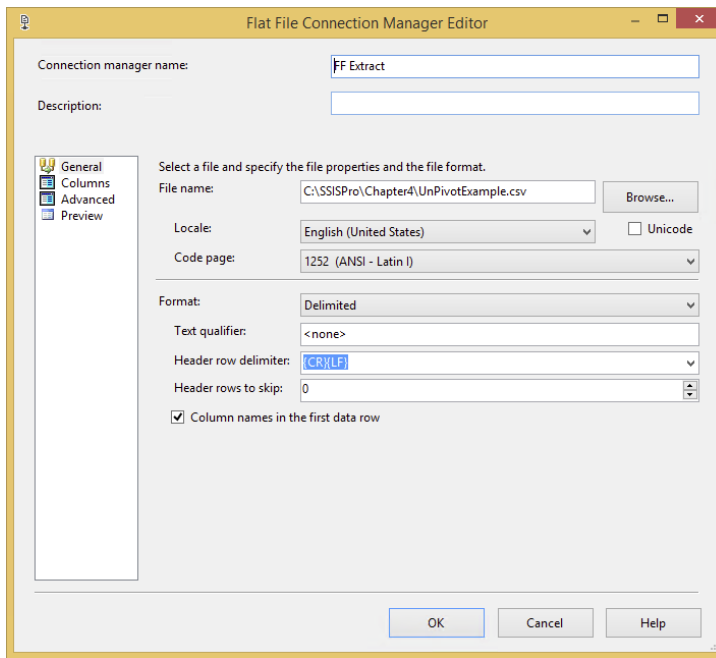 Flat File Connection Manager Editor
Connection manager name: FF Extract
Description:
General
Columns
Advanced
Preview
Select a file and specify the file properties and the file format.
File name: C:\SSISPro\Chapter4\UnPivotExample.csv Browse...
Locale: English (United States) Unicode
Code page: 1252 (ANSI - Latin I)
Format: Delimited
Text qualifier: <none>
Header row delimiter: {CR}{LF}
Header rows to skip: 0
Column names in the first data row
OK Cancel Help